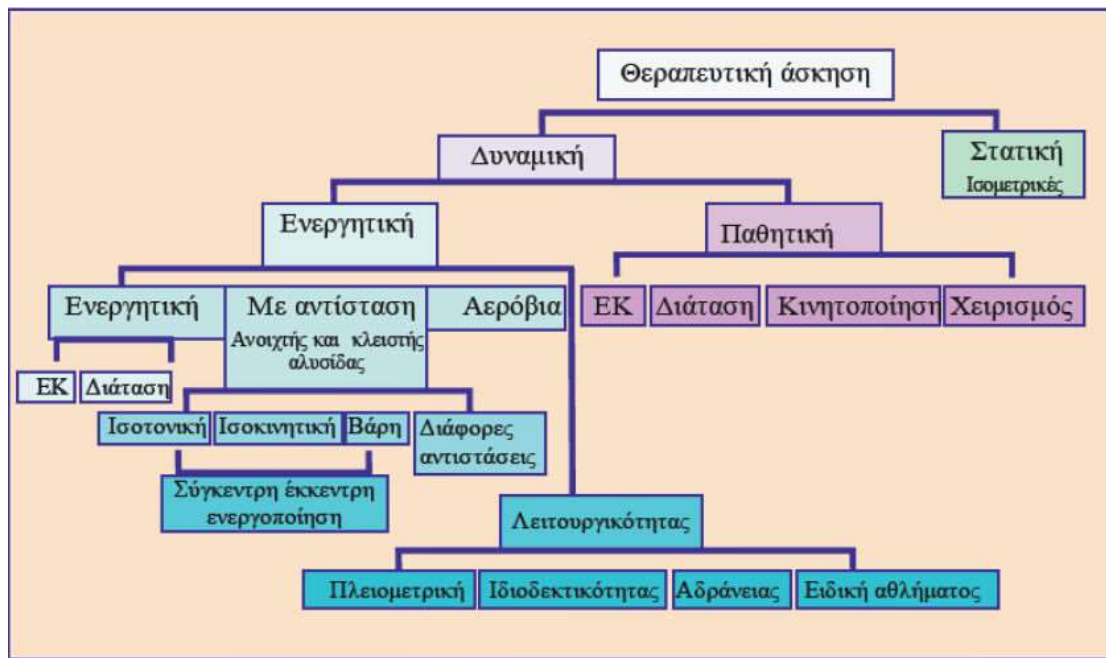 Θεραπευτική άσκηση
Δυναμική
Στατική
Ισομετρικές
Ενεργητική
Παθητική
Ενεργητική
Με αντίσταση
Ανοιχτής και κλειστής
αλυσίδας
Αερόβια
ΕΚ
Διάταση
Κινητοποίηση
Χειρισμός
ΕΚ
Διάταση
Ισοτονική
Ισοκινητική
Βάρη
Διάφορες
αντιστάσεις
Σύγκεντρη έκκεντρη
ενεργοποίηση
Λειτουργικότητας
Πλειομετρική
Ιδιοδεκτικότητας
Αδράνειας
Ειδική αθλήματος